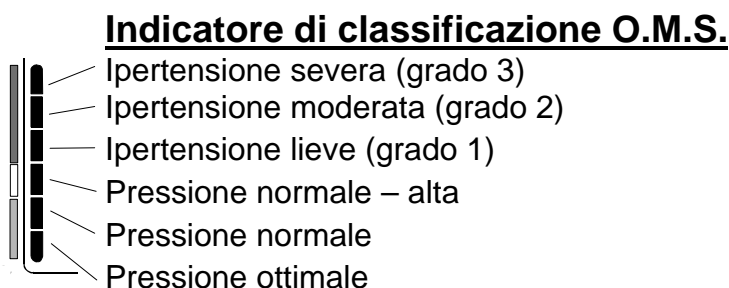 Indicatore di classificazione O.M.S.
Ipertensione severa (grado 3)
Ipertensione moderata (grado 2)
Ipertensione lieve (grado 1)
Pressione normale – alta
Pressione normale
Pressione ottimale